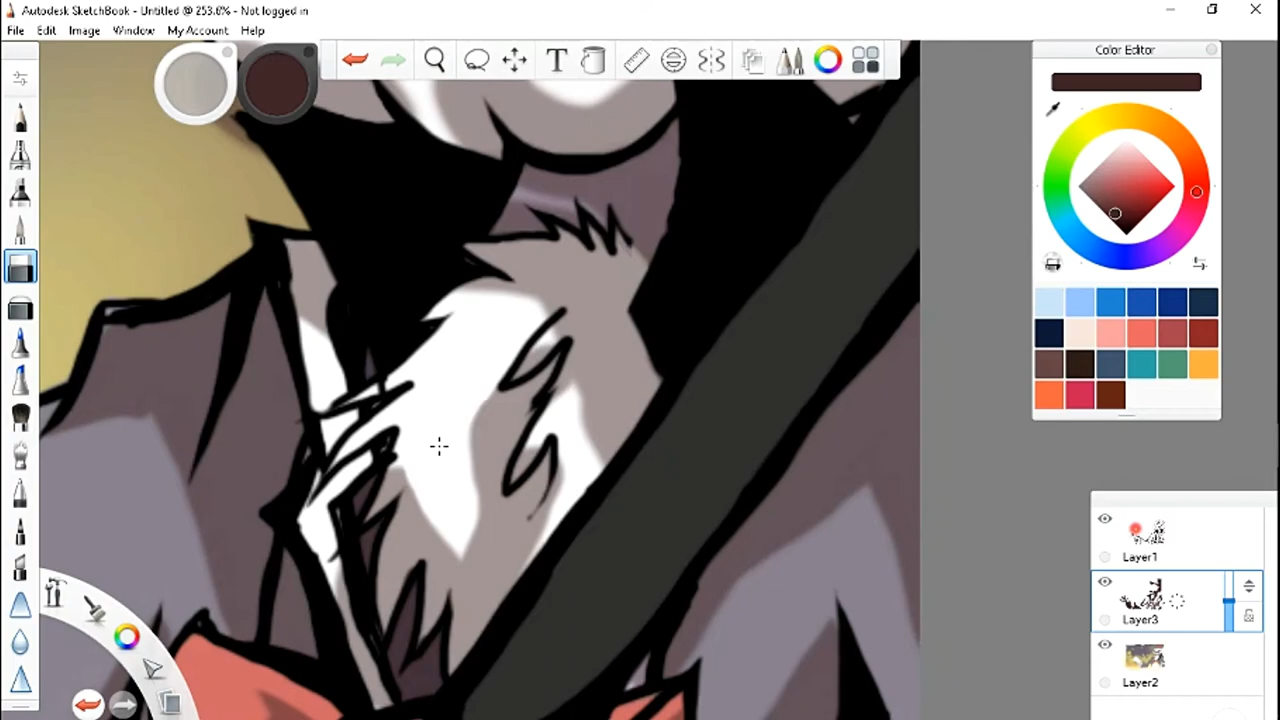 Autodesk SketchBook - Untitled @ 253.6% - Not logged in
File Edit Image Window My Account Help
T
Color Editor
Layer1
Layer3
Layer2